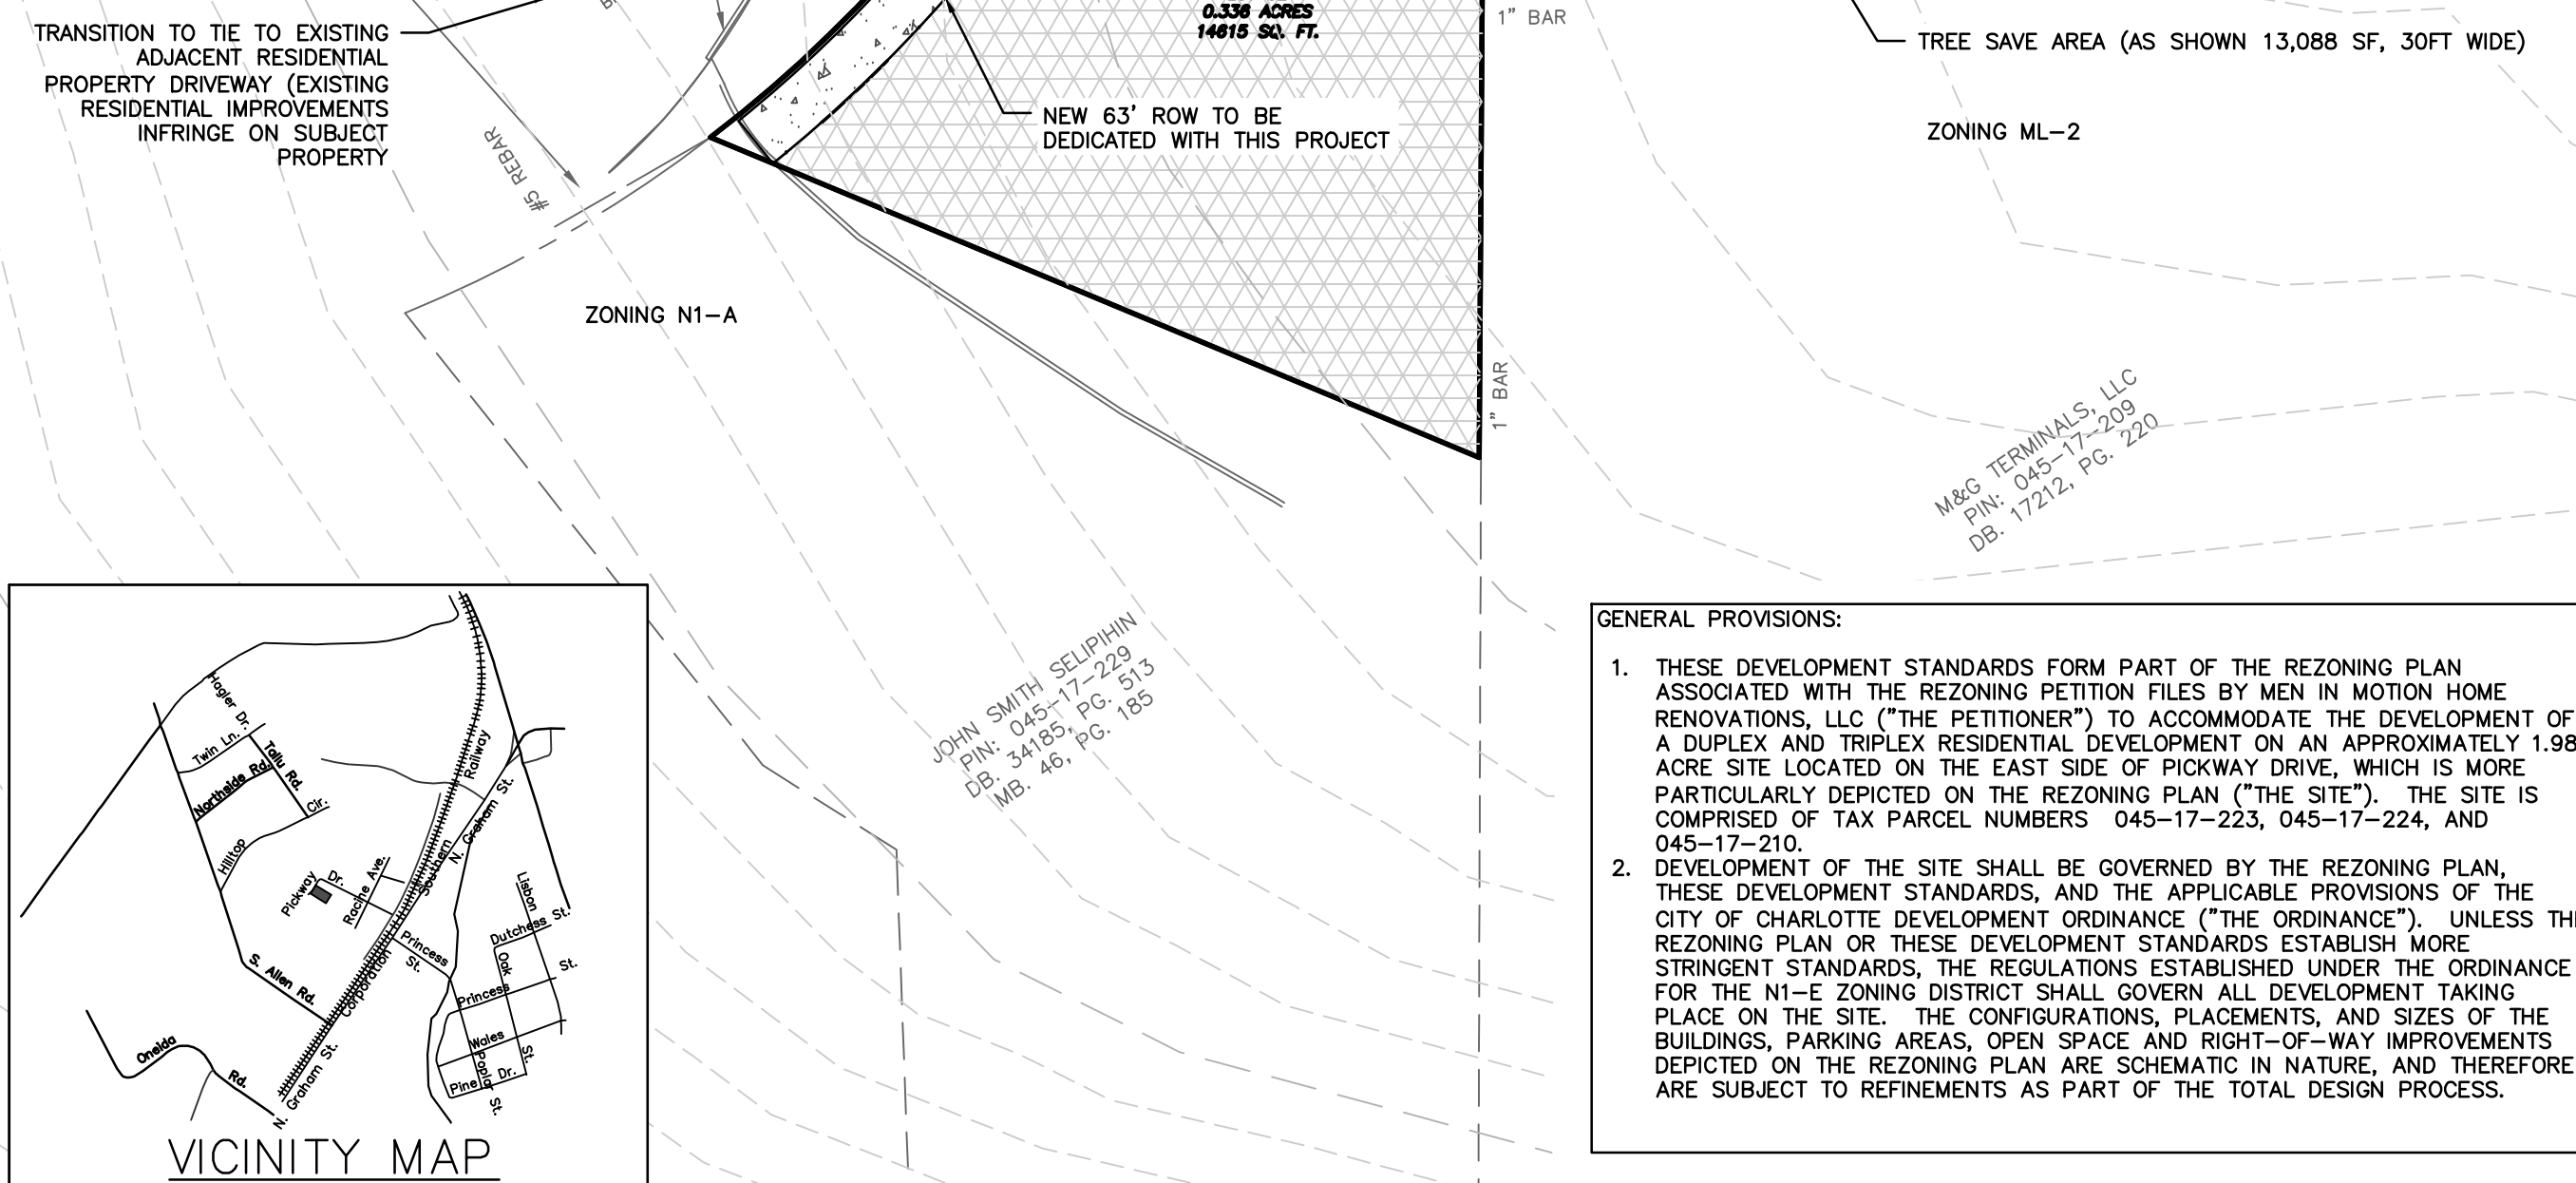 TRANSITION TO TIE TO EXISTING
ADJACENT RESIDENTIAL
PROPERTY DRIVEWAY (EXISTING
RESIDENTIAL IMPROVEMENTS
INFRINGE ON SUBJECT
PROPERTY
#5 REBAR
0.336 ACRES
14615 SQ. FT.
NEW 63' ROW TO BE
DEDICATED WITH THIS PROJECT
1" BAR
TREE SAVE AREA (AS SHOWN 13,088 SF, 30FT WIDE)
ZONING ML-2
ZONING N1-A
1" BAR
M&G TERMINALS, LLC
PIN: 045-17-209
DB. 17212, PG. 220
JOHN SMITH SELIPIHIN
PIN: 045-17-229
DB. 34185, PG. 513
MB. 46, PG. 185
Hagler Dr.
Twin Ln.
Tallu Rd.
Northside Rd.
Cir.
Hilltop
Pickway
Dr.
Racine Ave.
Railway
Southern
Corporation
N. Graham St.
Lisbon
Dutchess St.
Princess
St.
Oak
St.
Princess
St.
S. Allen Rd.
Wales
Poplar St.
Pine Dr.
Oneida
Rd.
N. Graham St.
VICINITY MAP
GENERAL PROVISIONS:
1. THESE DEVELOPMENT STANDARDS FORM PART OF THE REZONING PLAN
ASSOCIATED WITH THE REZONING PETITION FILES BY MEN IN MOTION HOME
RENOVATIONS, LLC ("THE PETITIONER") TO ACCOMMODATE THE DEVELOPMENT OF
A DUPLEX AND TRIPLEX RESIDENTIAL DEVELOPMENT ON AN APPROXIMATELY 1.98
ACRE SITE LOCATED ON THE EAST SIDE OF PICKWAY DRIVE, WHICH IS MORE
PARTICULARLY DEPICTED ON THE REZONING PLAN ("THE SITE"). THE SITE IS
COMPRISED OF TAX PARCEL NUMBERS 045-17-223, 045-17-224, AND
045-17-210.
2. DEVELOPMENT OF THE SITE SHALL BE GOVERNED BY THE REZONING PLAN,
THESE DEVELOPMENT STANDARDS, AND THE APPLICABLE PROVISIONS OF THE
CITY OF CHARLOTTE DEVELOPMENT ORDINANCE ("THE ORDINANCE"). UNLESS TH
REZONING PLAN OR THESE DEVELOPMENT STANDARDS ESTABLISH MORE
STRINGENT STANDARDS, THE REGULATIONS ESTABLISHED UNDER THE ORDINANCE
FOR THE N1-E ZONING DISTRICT SHALL GOVERN ALL DEVELOPMENT TAKING
PLACE ON THE SITE. THE CONFIGURATIONS, PLACEMENTS, AND SIZES OF THE
BUILDINGS, PARKING AREAS, OPEN SPACE AND RIGHT-OF-WAY IMPROVEMENTS
DEPICTED ON THE REZONING PLAN ARE SCHEMATIC IN NATURE, AND THEREFORE
ARE SUBJECT TO REFINEMENTS AS PART OF THE TOTAL DESIGN PROCESS.